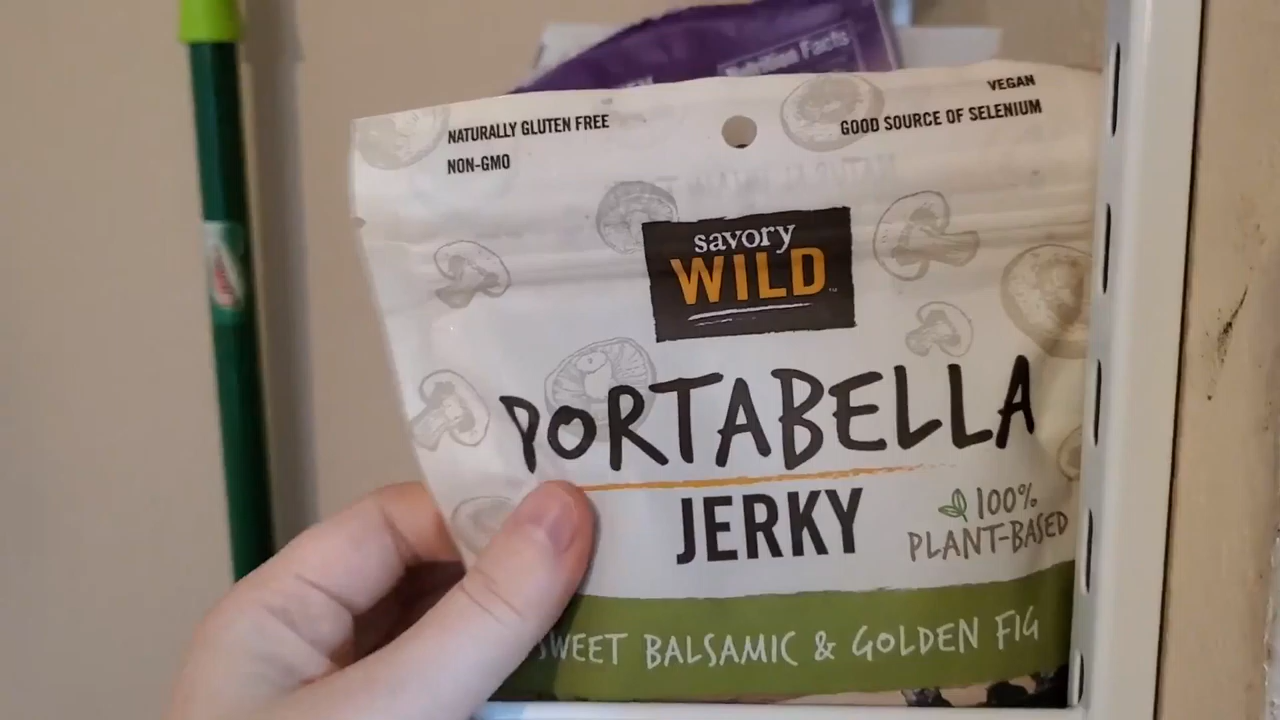 Nutrition Facts
NATURALLY GLUTEN FREE
NON-GMO
VEGAN
GOOD SOURCE OF SELENIUM
savory
WILD
PORTABELLA
JERKY
100%
PLANT-BASED
SWEET BALSAMIC & GOLDEN FIG